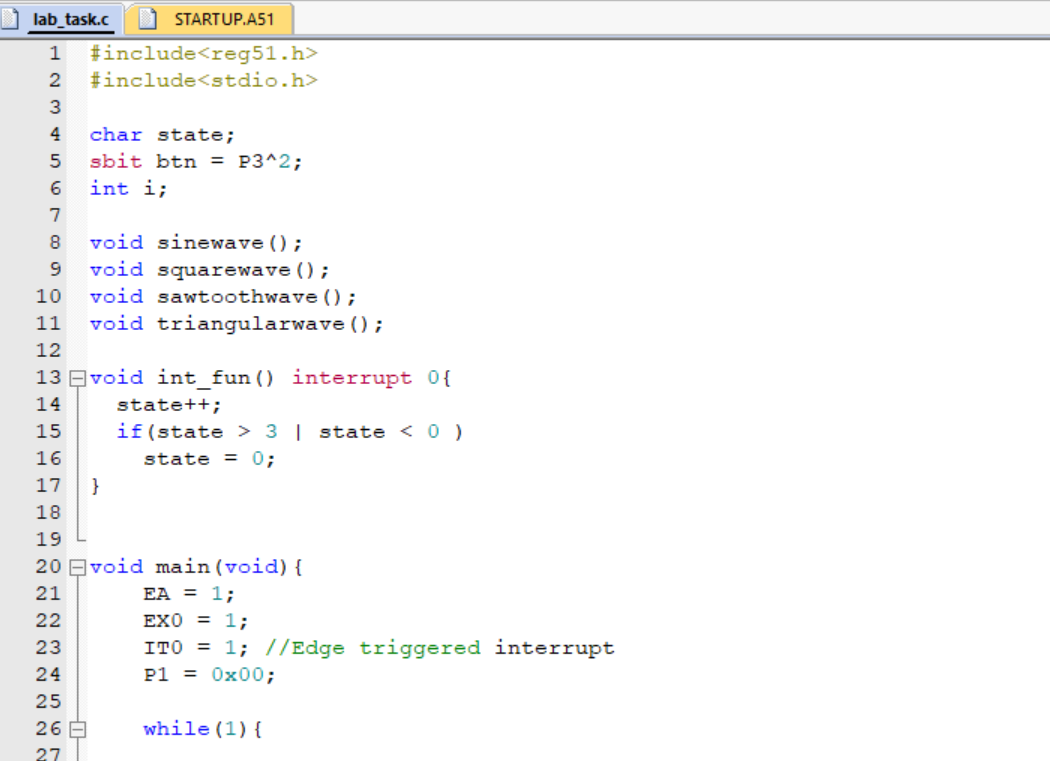 lab_task.c STARTUP.A51
1 #include<reg51.h>
2 #include<stdio.h>
3
4 char state;
5 sbit btn = P3^2;
6 int i;
7
8 void sinewave();
9 void squarewave();
10 void sawtoothwave();
11 void triangularwave();
12
13 void int_fun() interrupt 0{
14 state++;
15 if(state > 3 | state < 0 )
16 state = 0;
17 }
18
19
20 void main(void){
21 EA = 1;
22 EX0 = 1;
23 IT0 = 1; //Edge triggered interrupt
24 P1 = 0x00;
25
26 while(1){
27